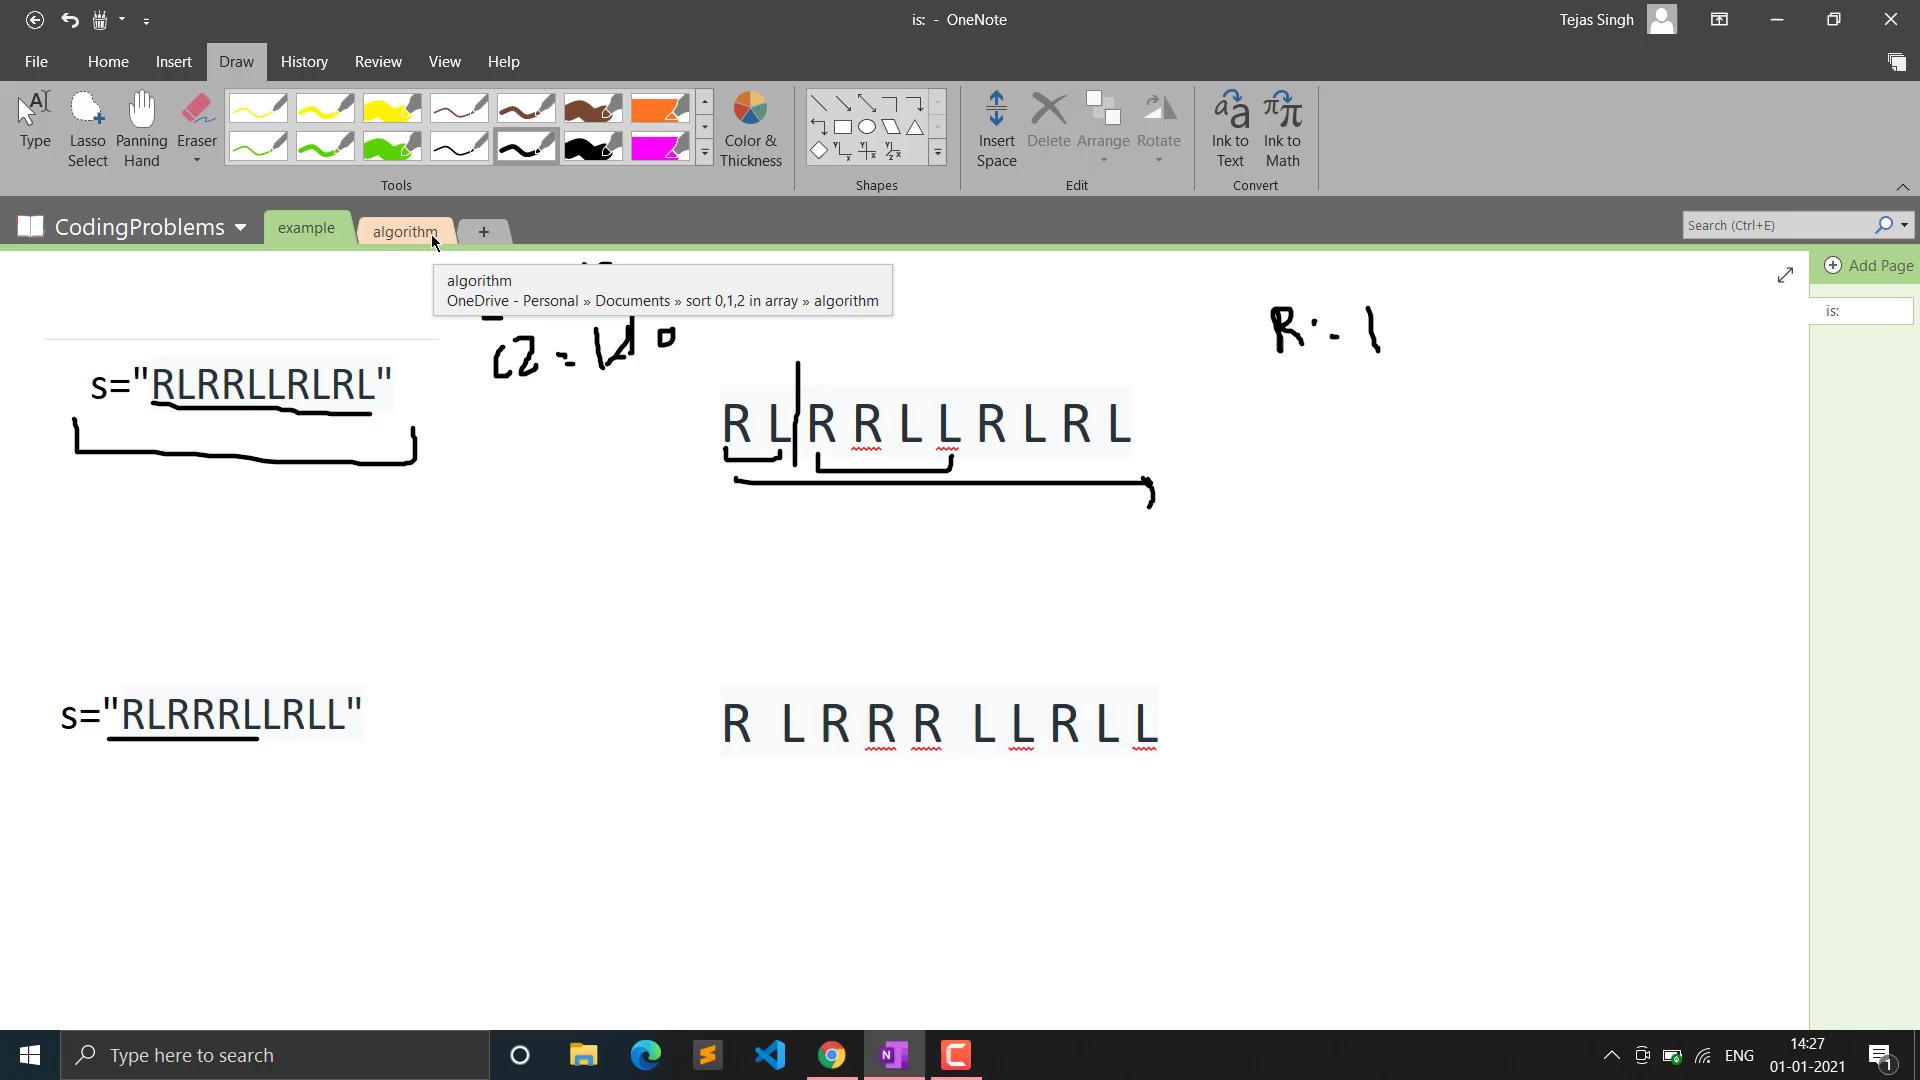 is: - OneNote
Tejas Singh
File Home Insert Draw History Review View Help
Type
Lasso Select
Panning Hand
Eraser
Color & Thickness
Insert Space
Delete
Arrange
Rotate
Ink to Text
Ink to Math
Tools
Shapes
Edit
Convert
CodingProblems
example
algorithm
+
Search (Ctrl+E)
algorithm
OneDrive - Personal » Documents » sort 0,1,2 in array » algorithm
Add Page
is:
R:- 1
s="RLRRLLRLRL"
R L R R L L R L R L
s="RLRRRLLRLL"
R L R R R L L R L L
Type here to search
ENG
14:27
01-01-2021
1